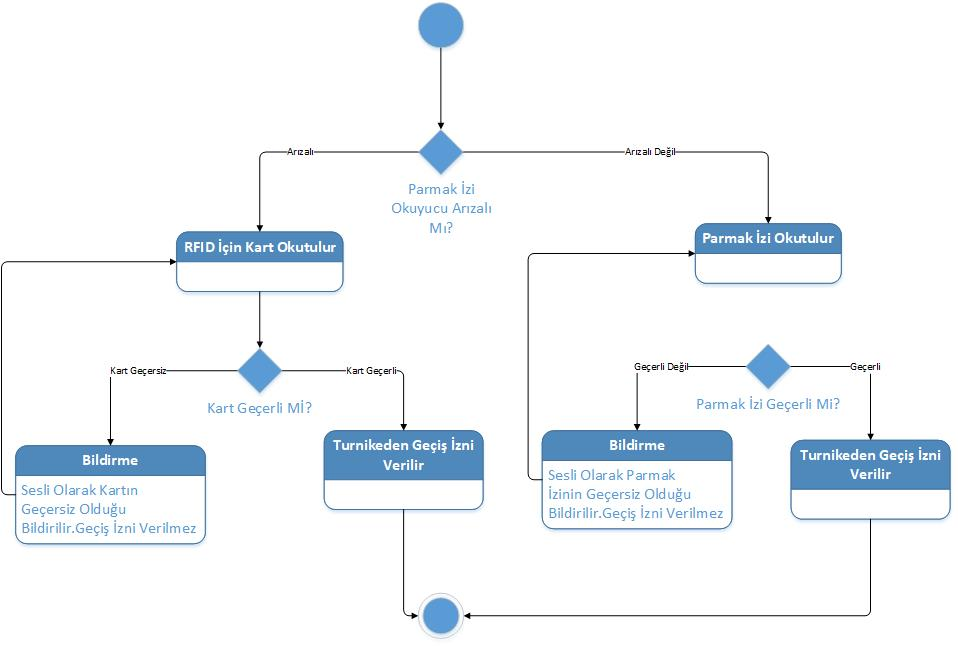 Arızalı
Arızalı Değil
Parmak İzi
Okuyucu Arızalı
Mı?
RFID İçin Kart Okutulur
Parmak İzi Okutulur
Kart Geçersiz
Kart Geçerli
Kart Geçerli Mİ?
Geçerli Değil
Geçerli
Parmak İzi Geçerli Mi?
Bildirme
Sesli Olarak Kartın
Geçersiz Olduğu
Bildirilir.Geçiş İzni Verilmez
Turnikeden Geçiş İzni
Verilir
Bildirme
Sesli Olarak Parmak
İzinin Geçersiz Olduğu
Bildirilir.Geçiş İzni Verilmez
Turnikeden Geçiş İzni
Verilir